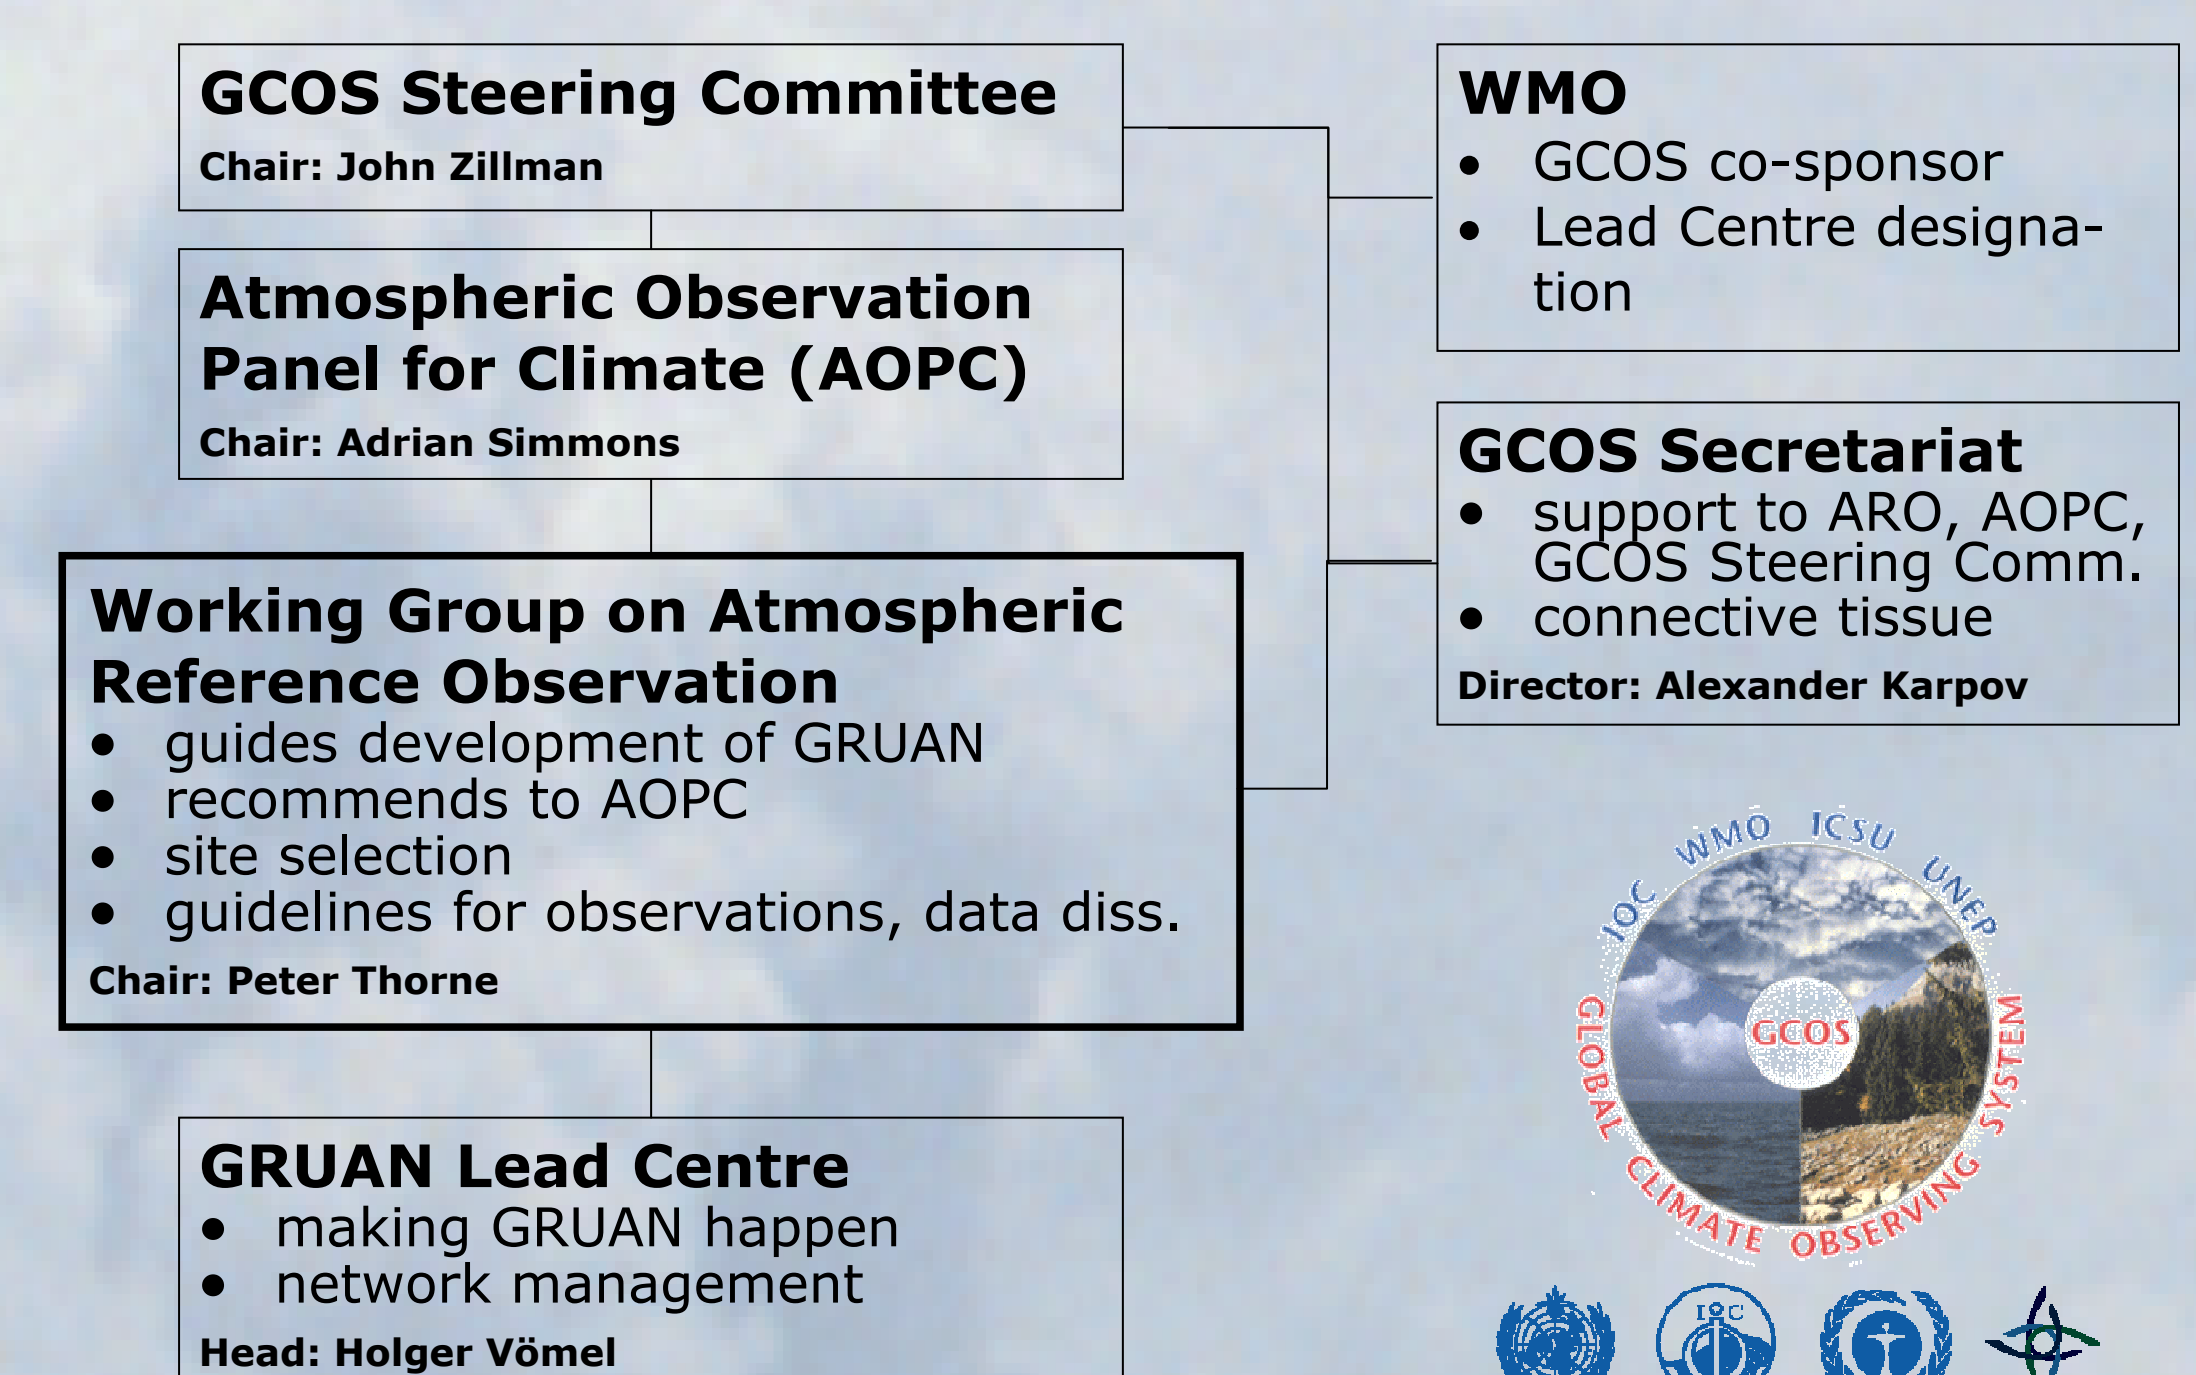 GCOS Steering Committee
Chair: John Zillman
Atmospheric Observation
Panel for Climate (AOPC)
Chair: Adrian Simmons
Working Group on Atmospheric
Reference Observation
• guides development of GRUAN
• recommends to AOPC
• site selection
• guidelines for observations, data diss.
Chair: Peter Thorne
GRUAN Lead Centre
• making GRUAN happen
• network management
Head: Holger Vömel
WMO
• GCOS co-sponsor
• Lead Centre designa-
tion
GCOS Secretariat
• support to ARO, AOPC,
GCOS Steering Comm.
• connective tissue
Director: Alexander Karpov
IOC WMO ICSU UNEP
GCOS
GLOBAL CLIMATE OBSERVING SYSTEM
IOC